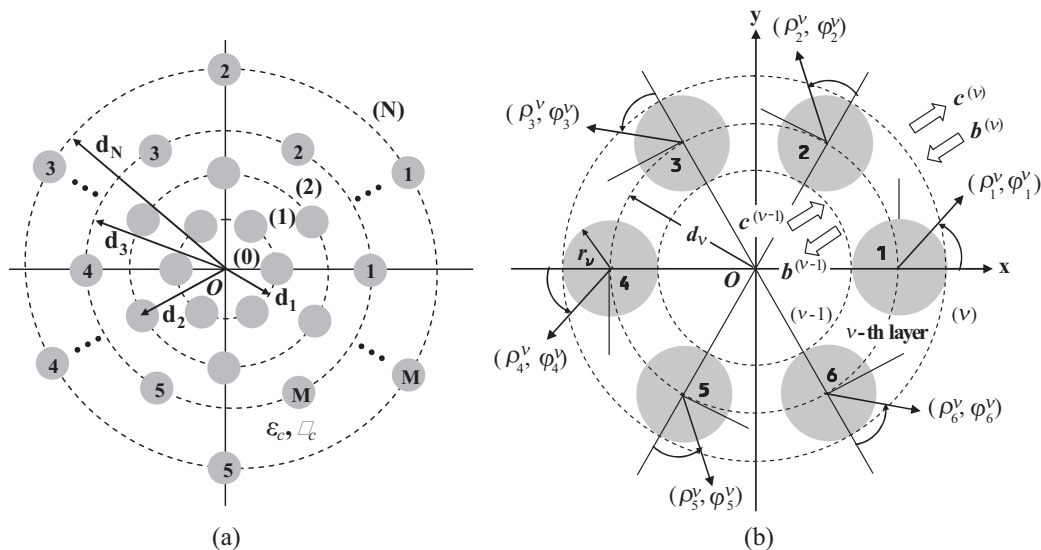 2
(N)
d_N
3
2
3
1
(2)
(1)
d_3
(0)
4
1
O
d_1
d_2
4
5
M
M
ε_c, □_c
5
(a)
y
(ρ_2^ν, φ_2^ν)
c^(ν)
b^(ν)
(ρ_3^ν, φ_3^ν)
2
3
(ρ_1^ν, φ_1^ν)
c^(ν-1)
d_ν
1
r_ν
4
O
b^(ν-1)
x
(ν-1)
(ν)
ν-th layer
(ρ_4^ν, φ_4^ν)
5
6
(ρ_6^ν, φ_6^ν)
(ρ_5^ν, φ_5^ν)
(b)